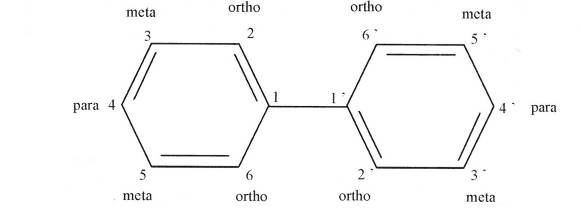 ortho ortho
meta meta
3 2 6 ` 5 `
para 4 1 1 ` 4 ` para
5 6 2 ` 3 `
meta ortho ortho meta